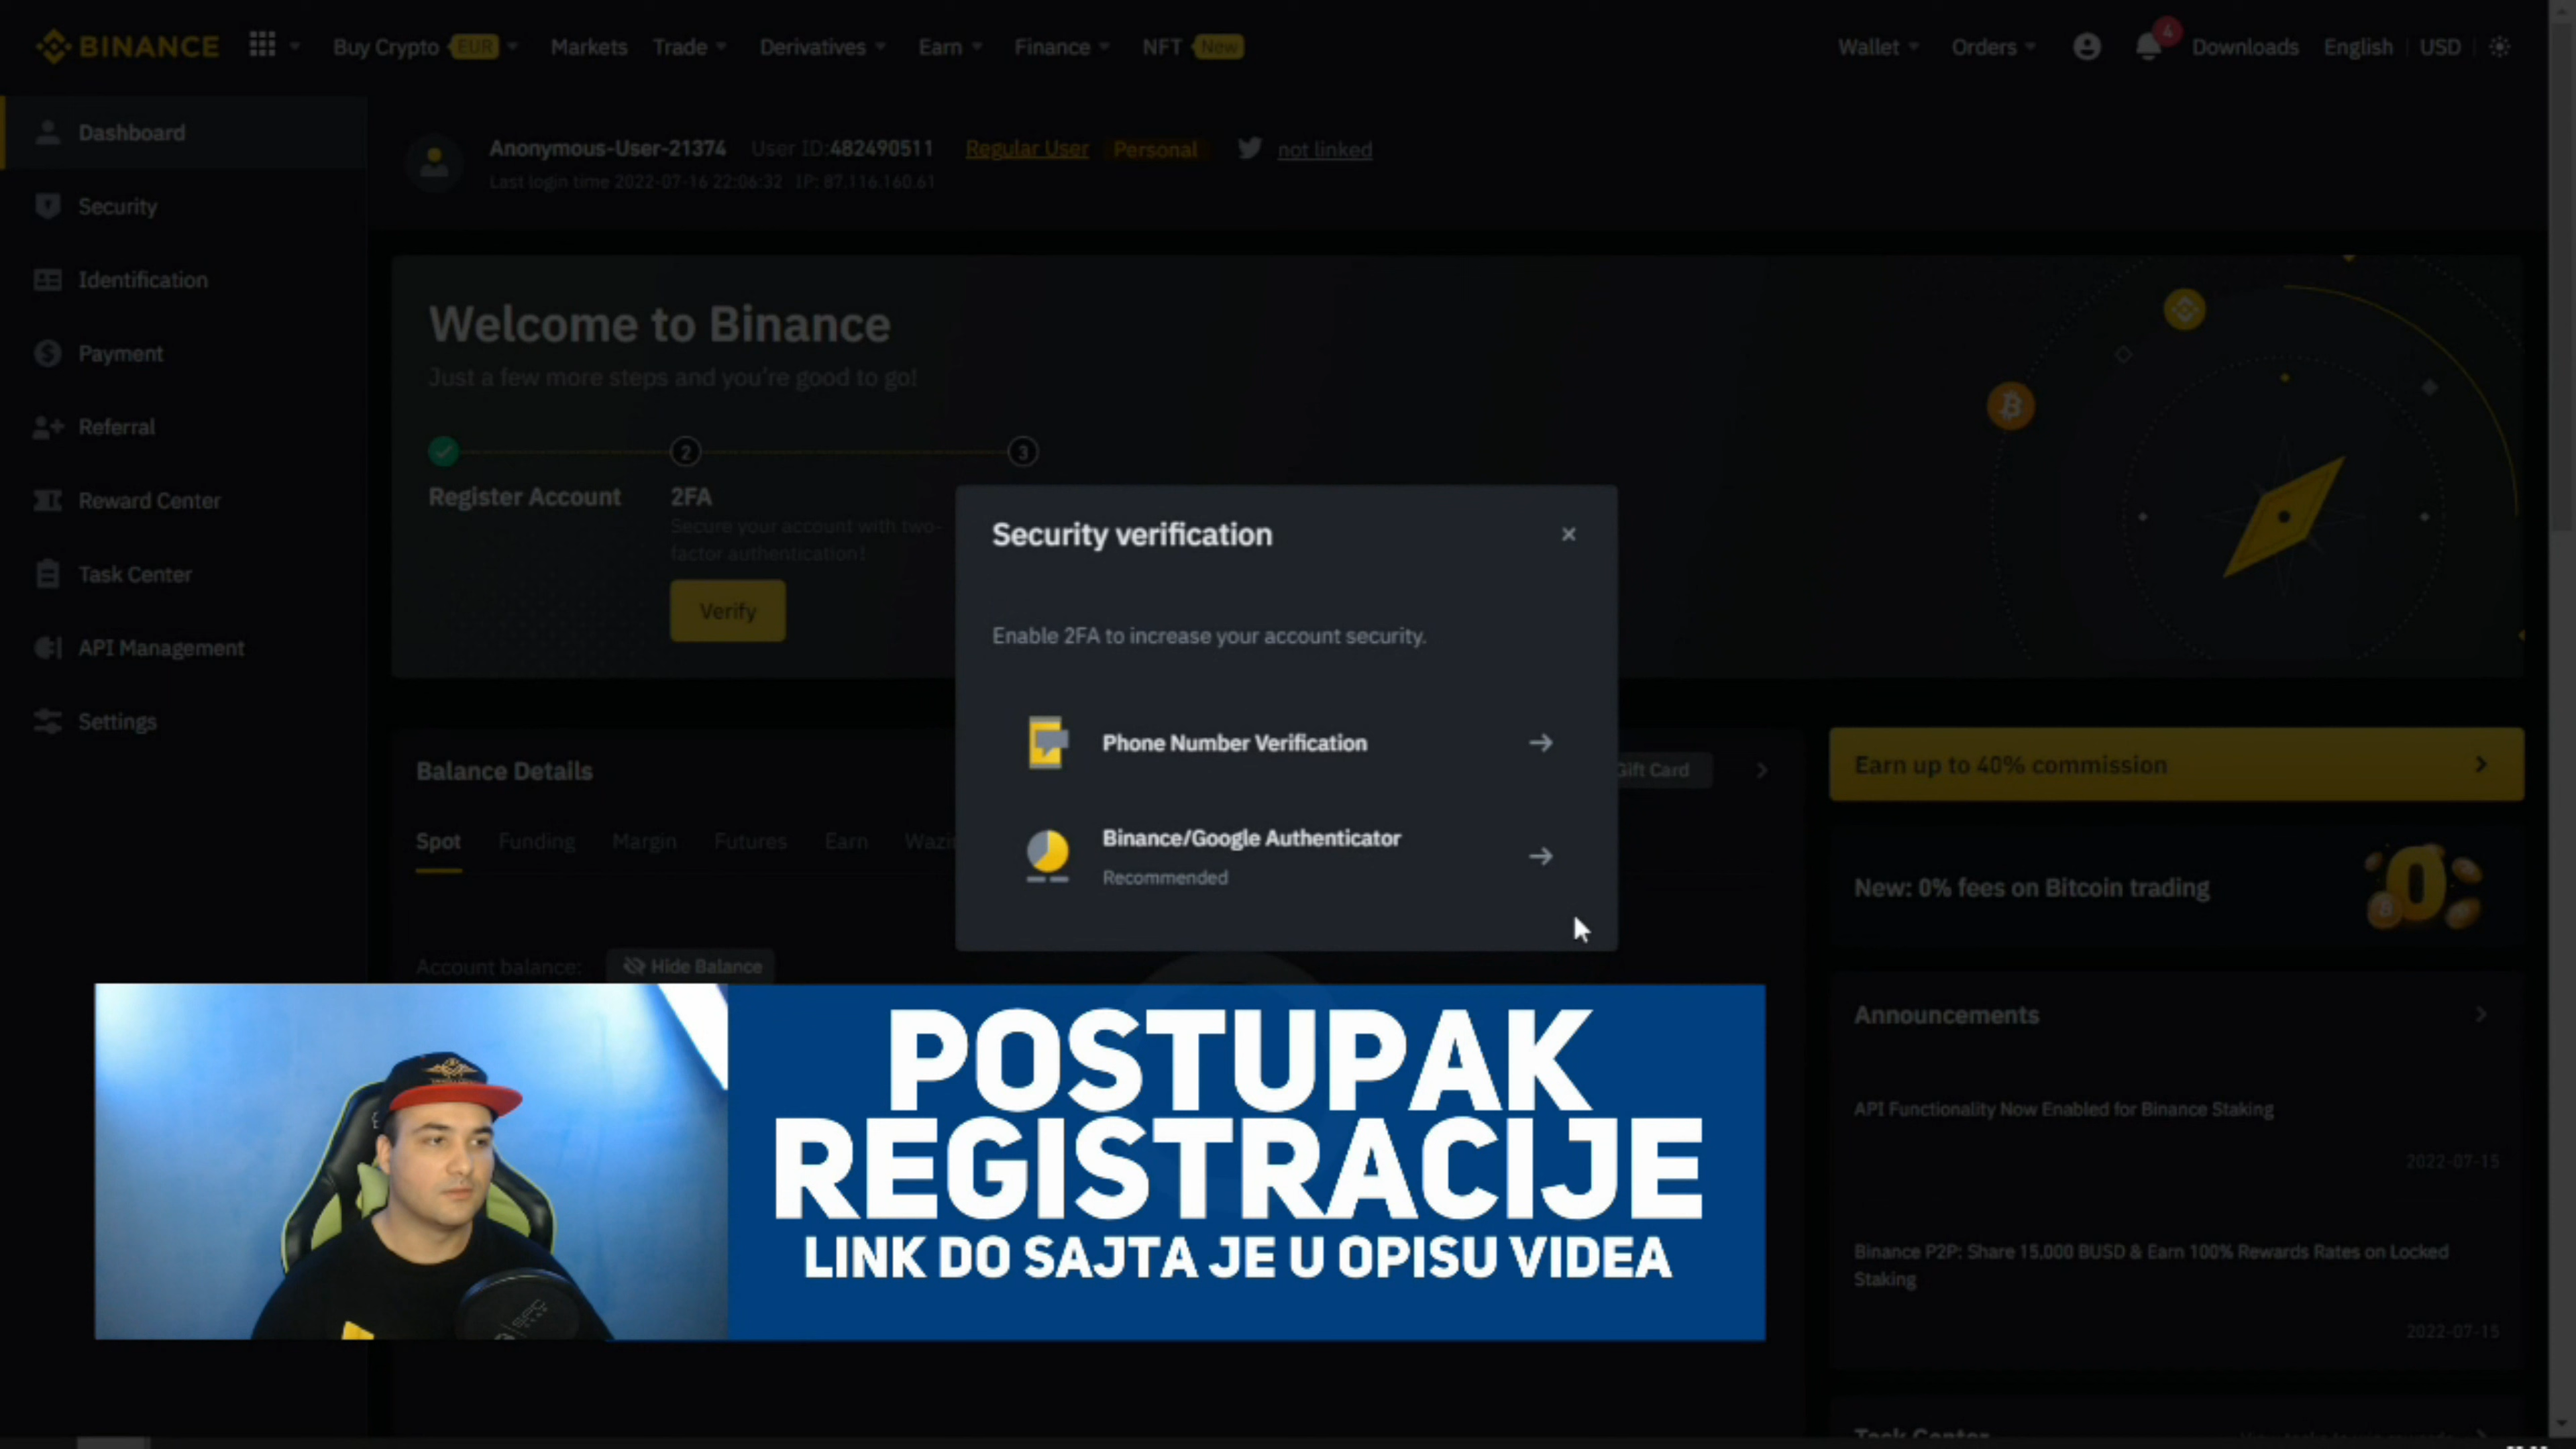 BINANCE
Buy Crypto EUR
Markets
Trade
Derivatives
Earn
Finance
NFT New
Wallet
Orders
4
Downloads
English
USD
Dashboard
Security
Identification
Payment
Referral
Reward Center
Task Center
API Management
Settings
Anonymous-User-21374 User ID:482490511 Regular User Personal not linked
Last login time 2022-07-16 22:06:32 IP: 87.116.160.61
Welcome to Binance
Just a few more steps and you're good to go!
2
3
Register Account
2FA
Secure your account with two-
factor authentication!
Verify
Security verification
Enable 2FA to increase your account security.
Phone Number Verification
Binance/Google Authenticator
Recommended
Balance Details
Gift Card
Spot
Funding
Margin
Futures
Earn
Account balance:
Hide Balance
Earn up to 40% commission
New: 0% fees on Bitcoin trading
0
Announcements
API Functionality Now Enabled for Binance Staking
2022-07-15
Binance P2P: Share 15,000 BUSD & Earn 100% Rewards Rates on Locked
Staking
2022-07-15
POSTUPAK
REGISTRACIJE
LINK DO SAJTA JE U OPISU VIDEA